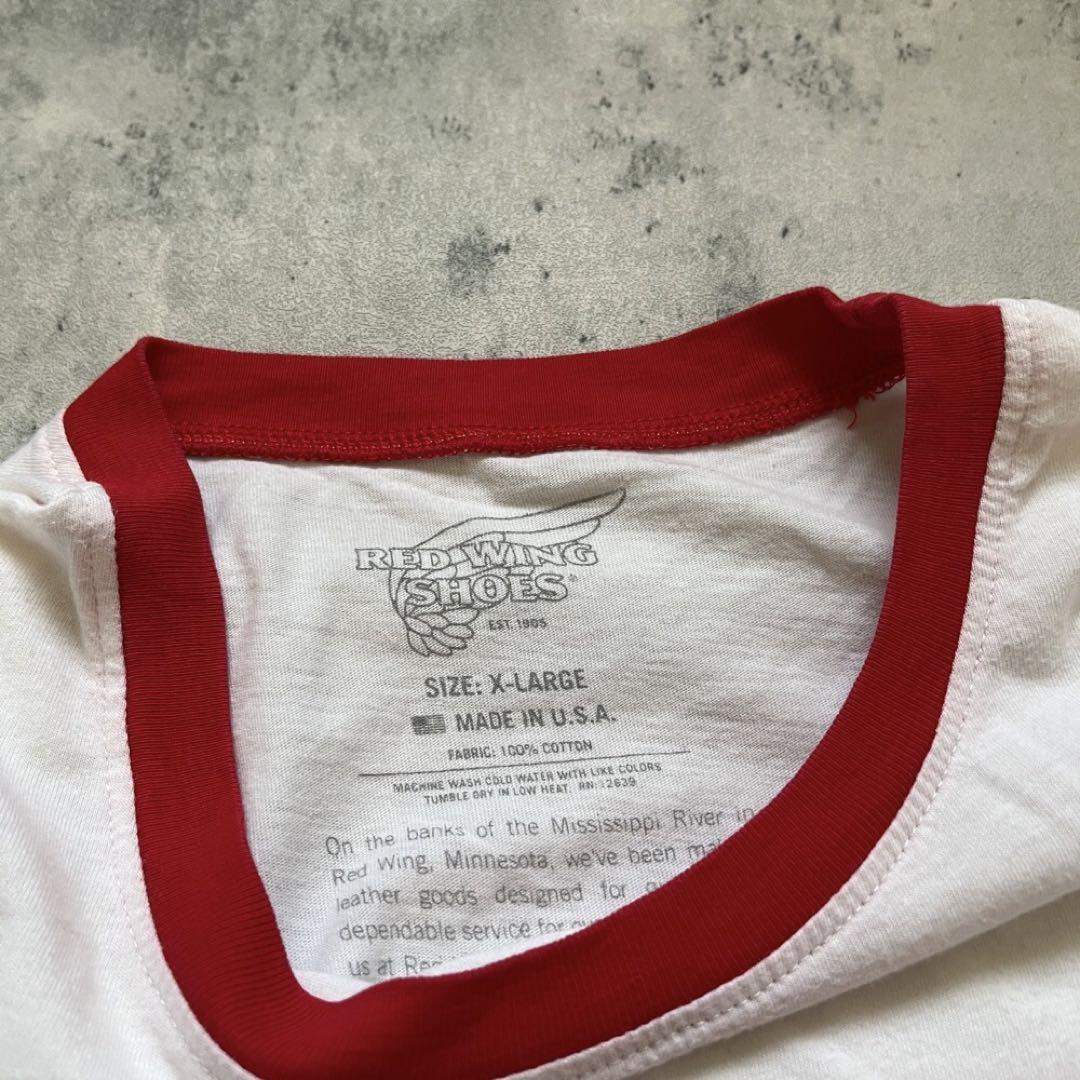 RED WING
SHOES®
EST. 1905
SIZE: X-LARGE
MADE IN U.S.A.
FABRIC: 100% COTTON
MACHINE WASH COLD WATER WITH LIKE COLORS
TUMBLE DRY IN LOW HEAT. RN: 12639
On the banks of the Mississippi River in
Red Wing, Minnesota, we've been
leather goods designed for
dependable service for
us at